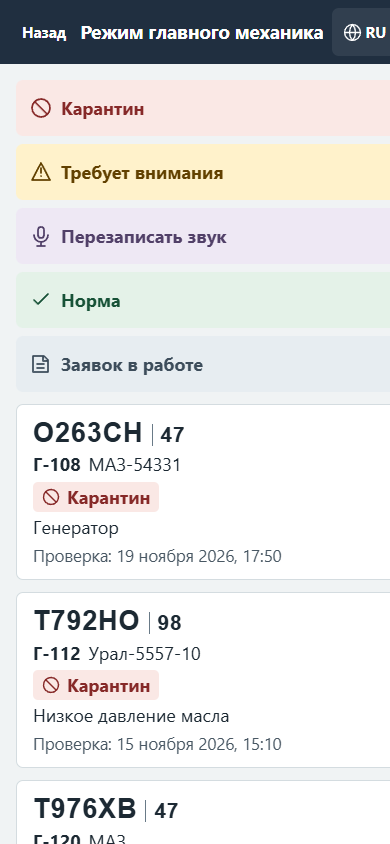 Назад Режим главного механика RU
Карантин
Требует внимания
Перезаписать звук
Норма
Заявок в работе
О263СН | 47
Г-108 МАЗ-54331
Карантин
Генератор
Проверка: 19 ноября 2026, 17:50
Т792НО | 98
Г-112 Урал-5557-10
Карантин
Низкое давление масла
Проверка: 15 ноября 2026, 15:10
Т976ХВ | 47
Г-120 МАЗ